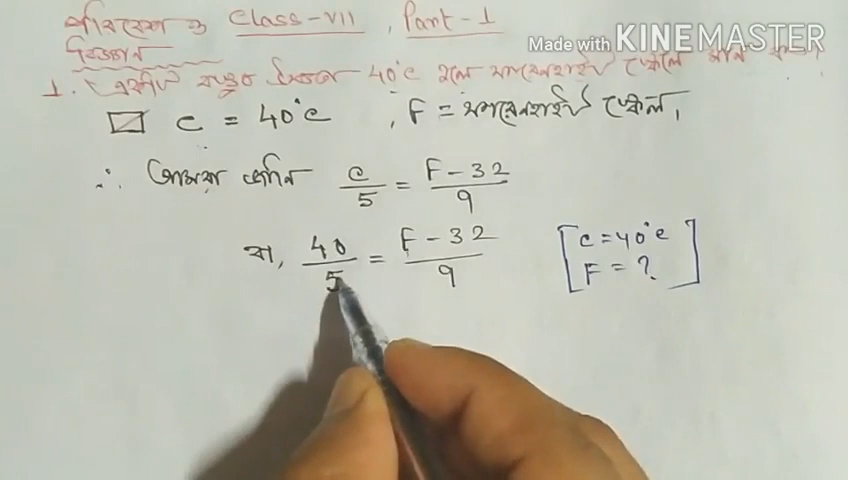 পরিবেশ ও Class-VII, Part-1
বিজ্ঞান
Made with KINEMASTER
1. একটি বস্তুর উষ্ণতা 40°c হলে ফারেনহাইট স্কেলে মান
c = 40°c, F = ফারেনহাইট স্কেল।
∴ আমরা জানি c/5 = F-32/9
বা, 40/5 = F-32/9 [c=40°c
F = ?]